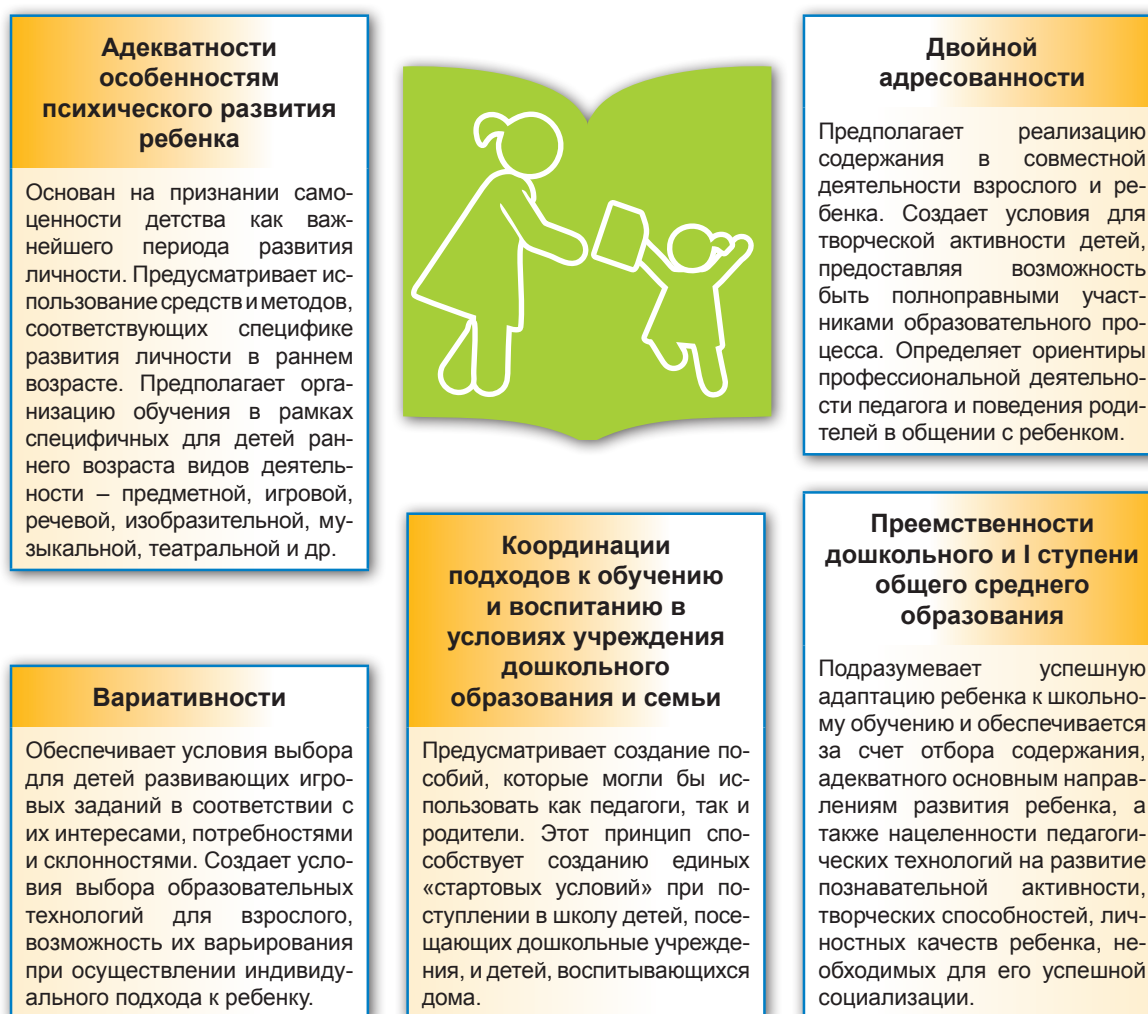 Адекватности
особенностям
психического развития
ребенка
Основан на признании само-
ценности детства как важ-
нейшего периода развития
личности. Предусматривает ис-
пользование средств и методов,
соответствующих специфике
развития личности в раннем
возрасте. Предполагает орга-
низацию обучения в рамках
специфичных для детей ран-
него возраста видов деятель-
ности – предметной, игровой,
речевой, изобразительной, му-
зыкальной, театральной и др.
Вариативности
Обеспечивает условия выбора
для детей развивающих игро-
вых заданий в соответствии с
их интересами, потребностями
и склонностями. Создает усло-
вия выбора образовательных
технологий для взрослого,
возможность их варьирования
при осуществлении индивиду-
ального подхода к ребенку.
Координации
подходов к обучению
и воспитанию в
условиях учреждения
дошкольного
образования и семьи
Предусматривает создание по-
собий, которые могли бы ис-
пользовать как педагоги, так и
родители. Этот принцип спо-
собствует созданию единых
«стартовых условий» при по-
ступлении в школу детей, посе-
щающих дошкольные учрежде-
ния, и детей, воспитывающихся
дома.
Двойной
адресованности
Предполагает реализацию
содержания в совместной
деятельности взрослого и ре-
бенка. Создает условия для
творческой активности детей,
предоставляя возможность
быть полноправными участ-
никами образовательного про-
цесса. Определяет ориентиры
профессиональной деятельно-
сти педагога и поведения роди-
телей в общении с ребенком.
Преемственности
дошкольного и I ступени
общего среднего
образования
Подразумевает успешную
адаптацию ребенка к школьно-
му обучению и обеспечивается
за счет отбора содержания,
адекватного основным направ-
лениям развития ребенка, а
также нацеленности педагоги-
ческих технологий на развитие
познавательной активности,
творческих способностей, лич-
ностных качеств ребенка, не-
обходимых для его успешной
социализации.